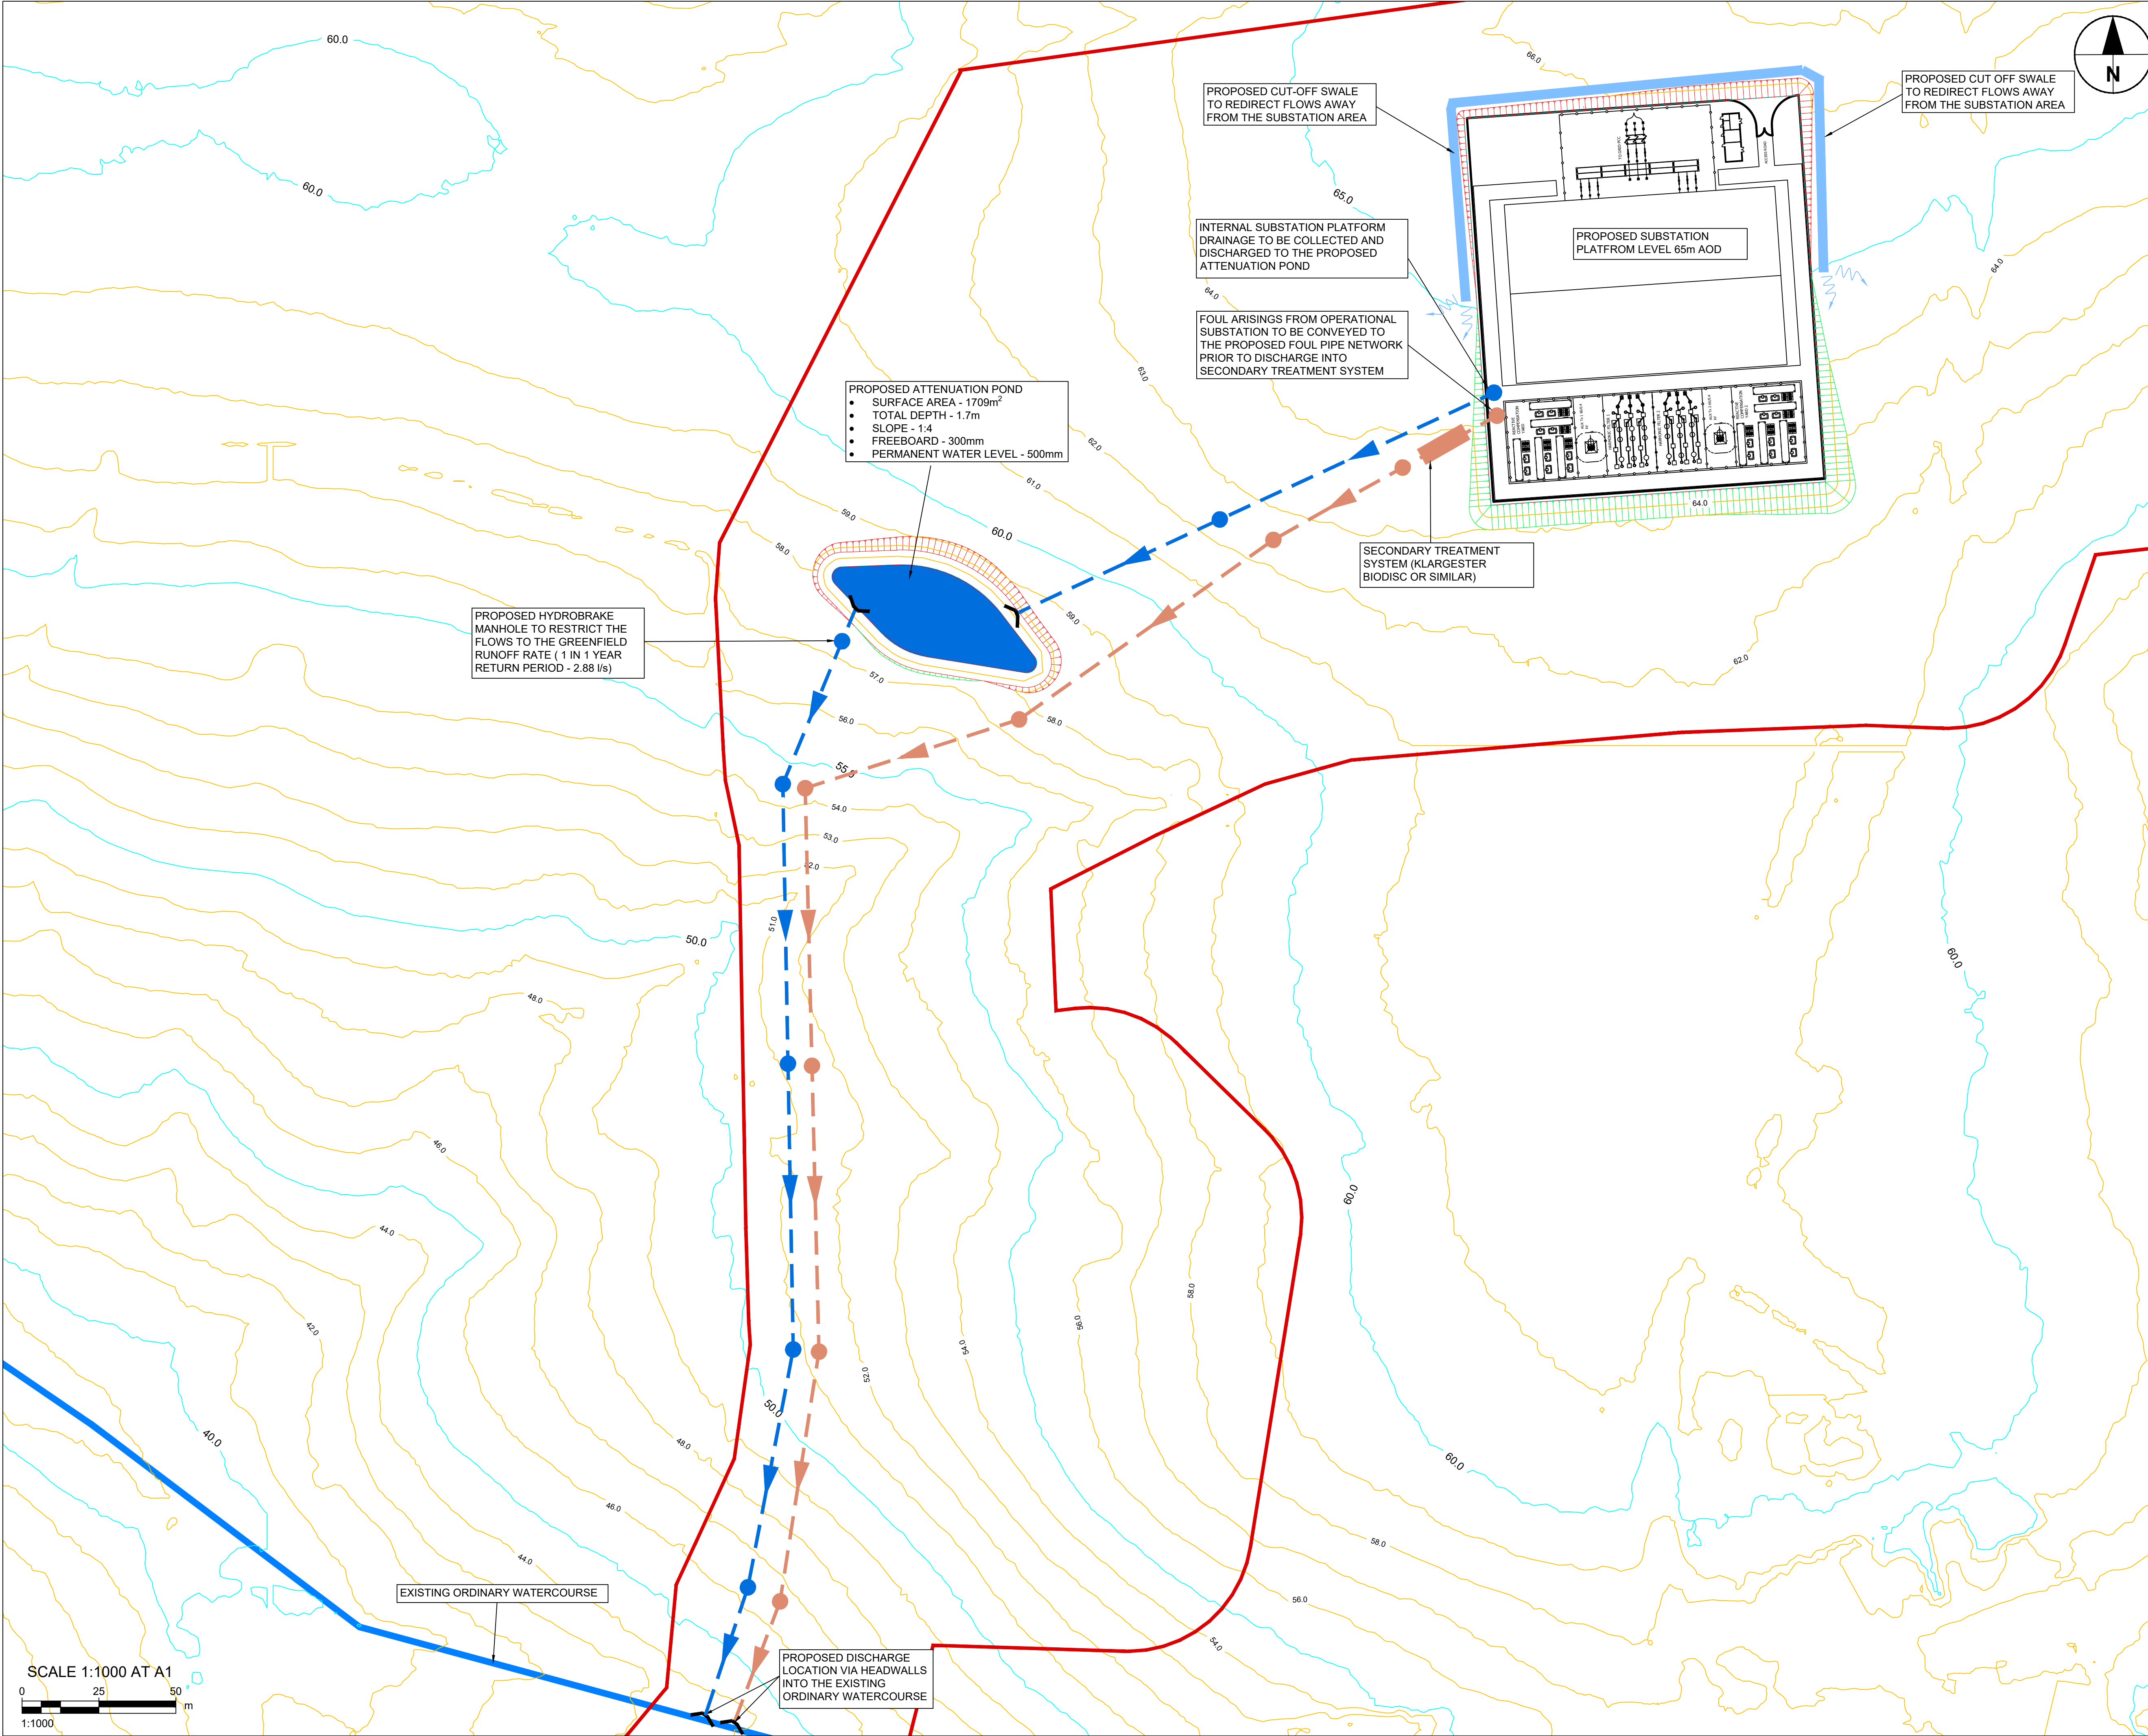 60.0
60.0
66.0
65.0
64.0
64.0
63.0
62.0
61.0
60.0
59.0
58.0
59.0
57.0
56.0
58.0
55.0
54.0
53.0
51.0
50.0
48.0
46.0
44.0
42.0
40.0
50.0
48.0
46.0
44.0
52.0
54.0
56.0
58.0
60.0
60.0
60.0
58.0
56.0
54.0
62.0
64.0
N
PROPOSED CUT-OFF SWALE
TO REDIRECT FLOWS AWAY
FROM THE SUBSTATION AREA
PROPOSED CUT OFF SWALE
TO REDIRECT FLOWS AWAY
FROM THE SUBSTATION AREA
TO GRID PCC
ACCESS ROAD
PROPOSED SUBSTATION
PLATFROM LEVEL 65m AOD
INTERNAL SUBSTATION PLATFORM
DRAINAGE TO BE COLLECTED AND
DISCHARGED TO THE PROPOSED
ATTENUATION POND
FOUL ARISINGS FROM OPERATIONAL
SUBSTATION TO BE CONVEYED TO
THE PROPOSED FOUL PIPE NETWORK
PRIOR TO DISCHARGE INTO
SECONDARY TREATMENT SYSTEM
PROPOSED ATTENUATION POND
• SURFACE AREA - 1709m²
• TOTAL DEPTH - 1.7m
• SLOPE - 1:4
• FREEBOARD - 300mm
• PERMANENT WATER LEVEL - 500mm
SECONDARY TREATMENT
SYSTEM (KLARGESTER
BIODISC OR SIMILAR)
PROPOSED HYDROBRAKE
MANHOLE TO RESTRICT THE
FLOWS TO THE GREENFIELD
RUNOFF RATE ( 1 IN 1 YEAR
RETURN PERIOD - 2.88 l/s)
EXISTING ORDINARY WATERCOURSE
PROPOSED DISCHARGE
LOCATION VIA HEADWALLS
INTO THE EXISTING
ORDINARY WATERCOURSE
SCALE 1:1000 AT A1
0 25 50
m
1:1000